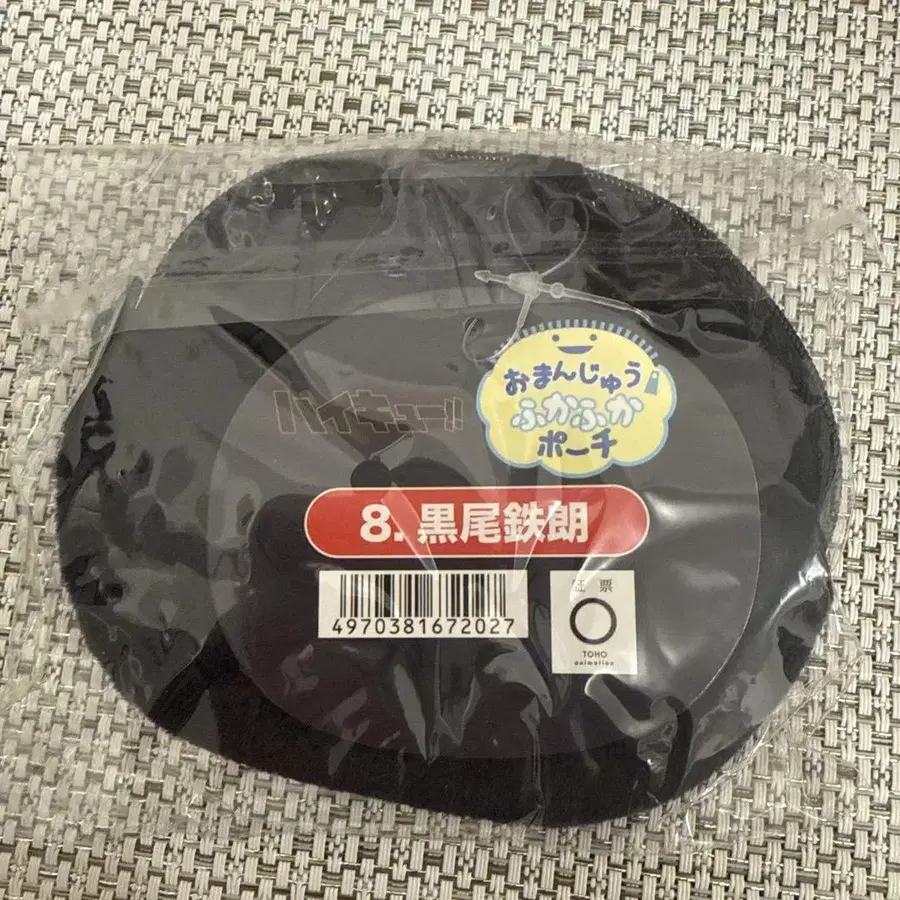 おまんじゅう
ふかふか
ポーチ
ハイキュー!!
8. 黒尾鉄朗
4970381672027
証 票
TOHO
animation